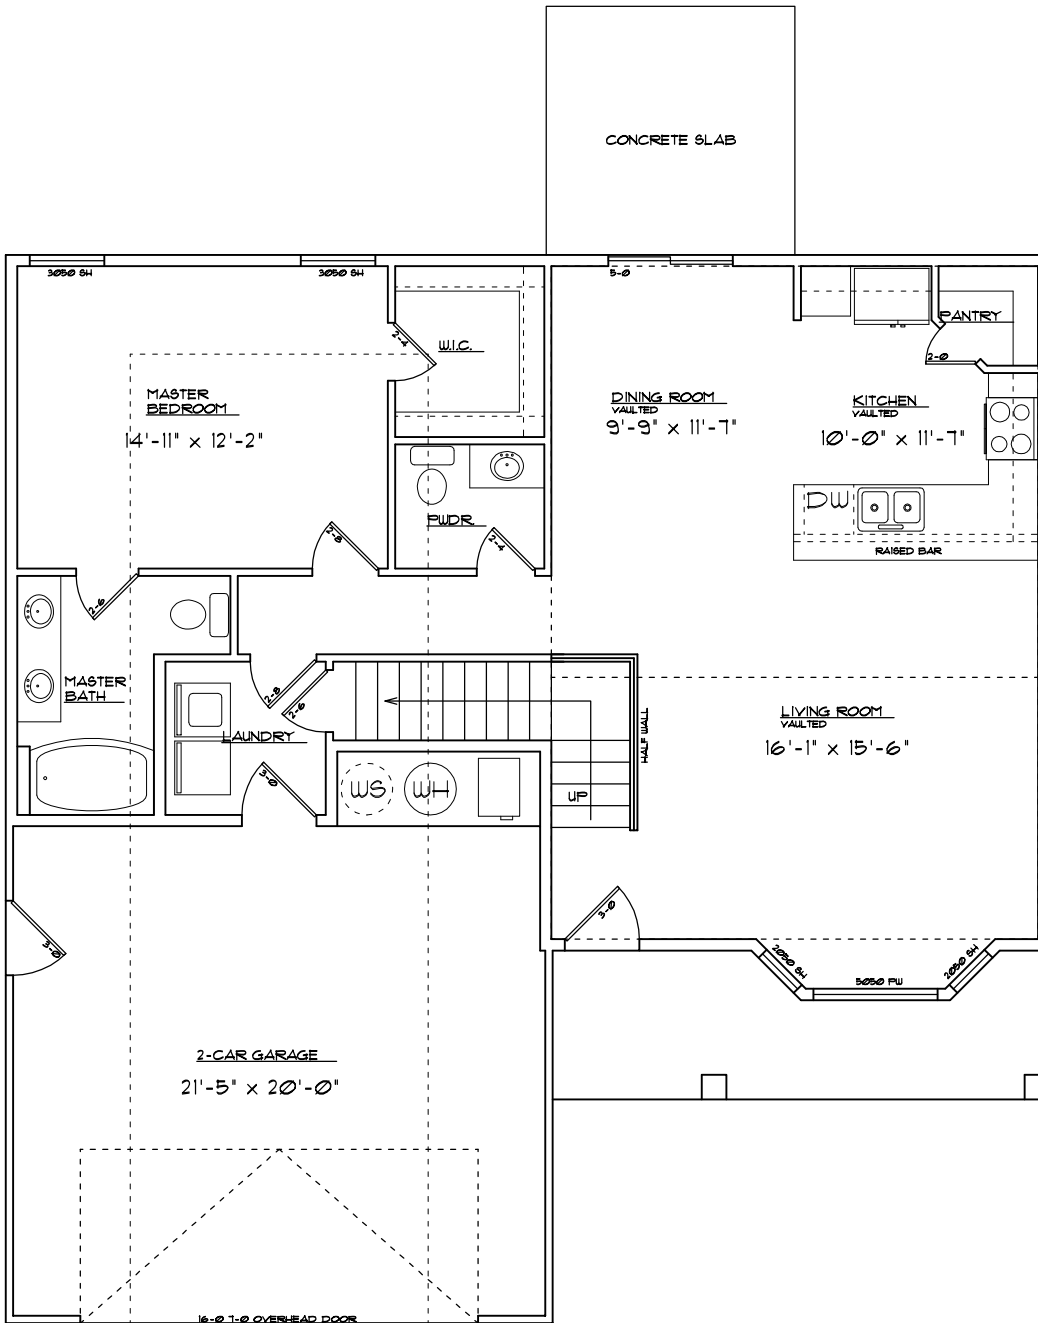 CONCRETE SLAB
3050 SH
3050 SH
5-0
PANTRY
2-4
W.I.C.
2-0
MASTER
BEDROOM
14'-11" x 12'-2"
DINING ROOM
VAULTED
9'-9" x 11'-7"
KITCHEN
VAULTED
10'-0" x 11'-7"
DW
PWDR.
2-8
2-4
RAISED BAR
2-6
MASTER
BATH
2-8
2-6
LAUNDRY
LIVING ROOM
VAULTED
16'-1" x 15'-6"
HALF WALL
3-0
WS
WH
UP
3-0
3-0
2050 SH
5050 PW
2050 SH
2-CAR GARAGE
21'-5" x 20'-0"
16-0 7-0 OVERHEAD DOOR